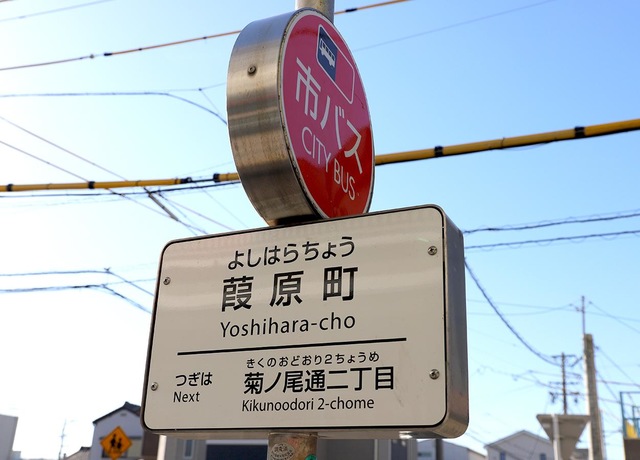 市バス
CITY BUS
よしはらちょう
葭原町
Yoshihara-cho
きくのおどおり2ちょうめ
つぎは 菊ノ尾通二丁目
Next Kikunoodori 2-chome